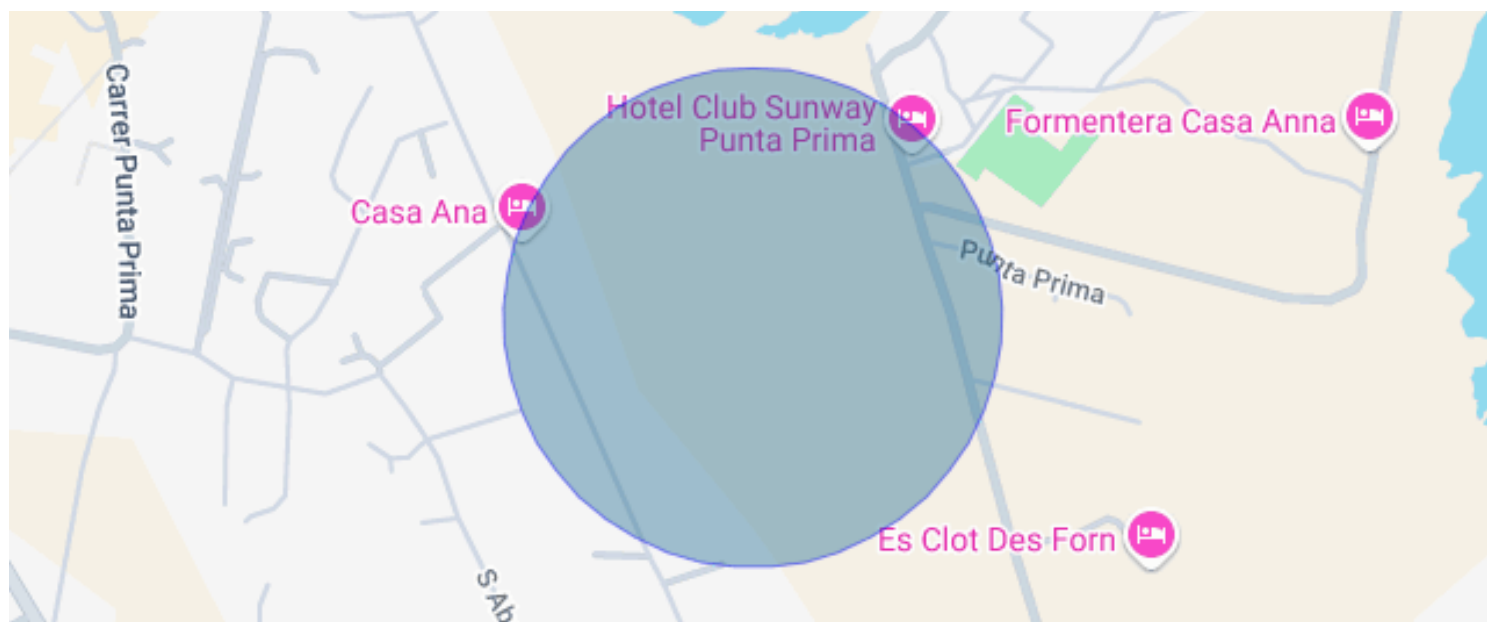 Carrer Punta Prima
Hotel Club Sunway
Punta Prima
Formentera Casa Anna
Casa Ana
Punta Prima
Es Clot Des Forn
S Ab